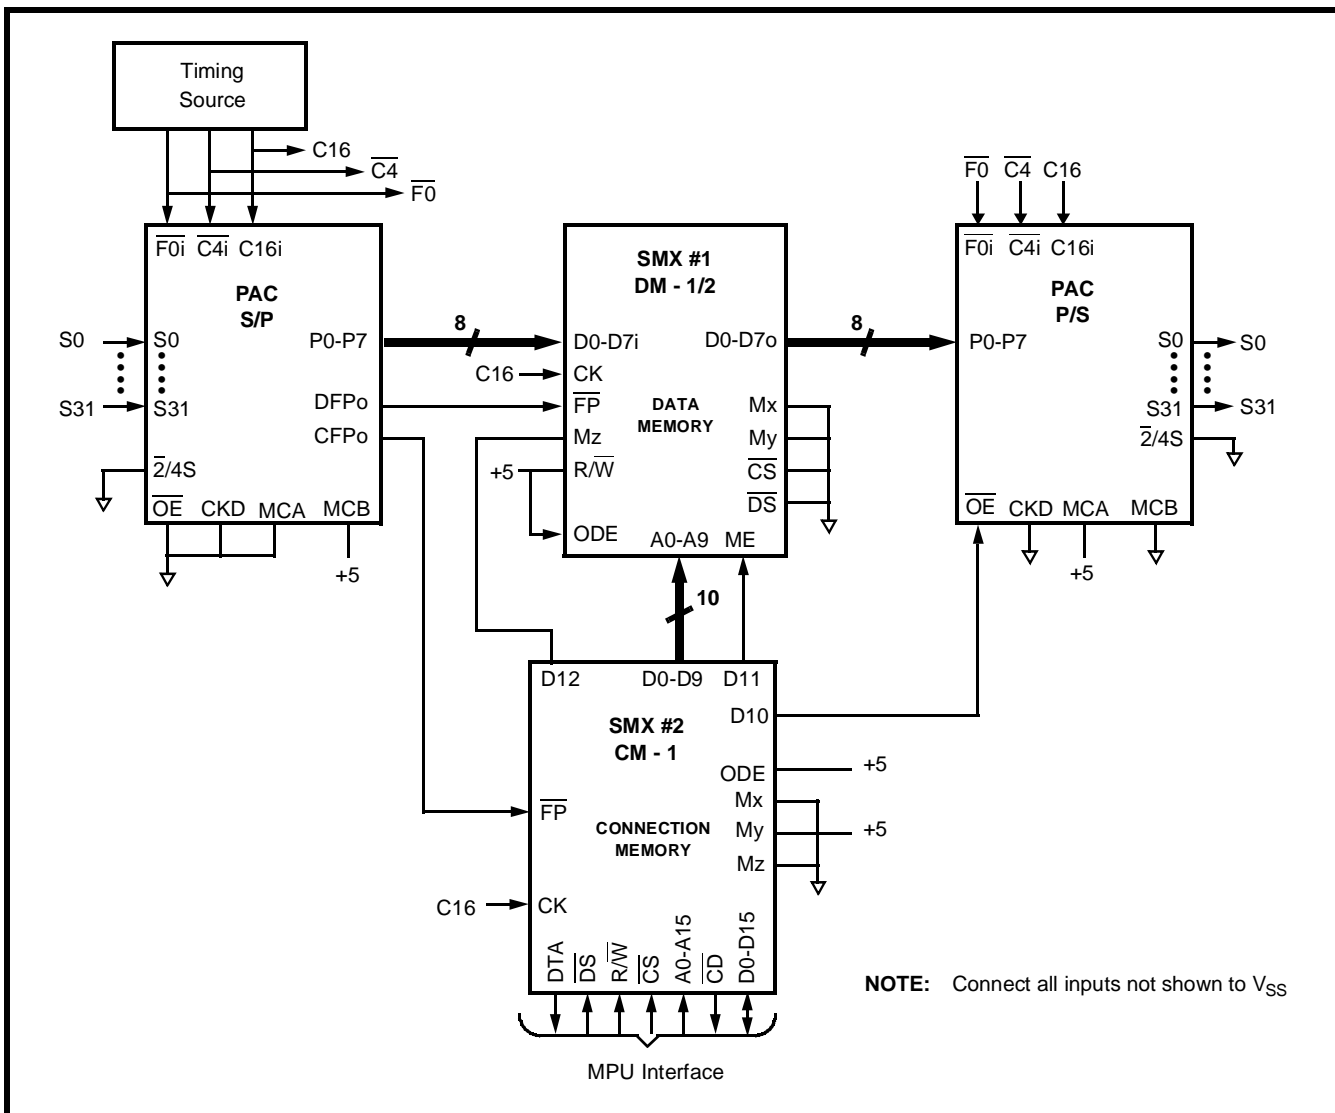 Timing
Source
C16
C4
F0
F0 C4 C16
F0i C4i C16i
PAC
S/P
S0
S0
P0-P7
8
S31
S31
DFPo
CFPo
2/4S
OE CKD MCA MCB
+5
SMX #1
DM - 1/2
D0-D7i
D0-D7o
8
C16
CK
FP
DATA
MEMORY
Mx
Mz
My
+5
R/W
CS
DS
ODE
A0-A9 ME
10
F0i C4i C16i
PAC
P/S
P0-P7
S0
S0
S31
S31
2/4S
OE CKD MCA MCB
+5
D12 D0-D9 D11
D10
SMX #2
CM - 1
ODE
+5
Mx
FP
My
+5
CONNECTION
MEMORY
Mz
C16
CK
DTA
DS
R/W
CS
A0-A15
CD
D0-D15
MPU Interface
NOTE: Connect all inputs not shown to VSS